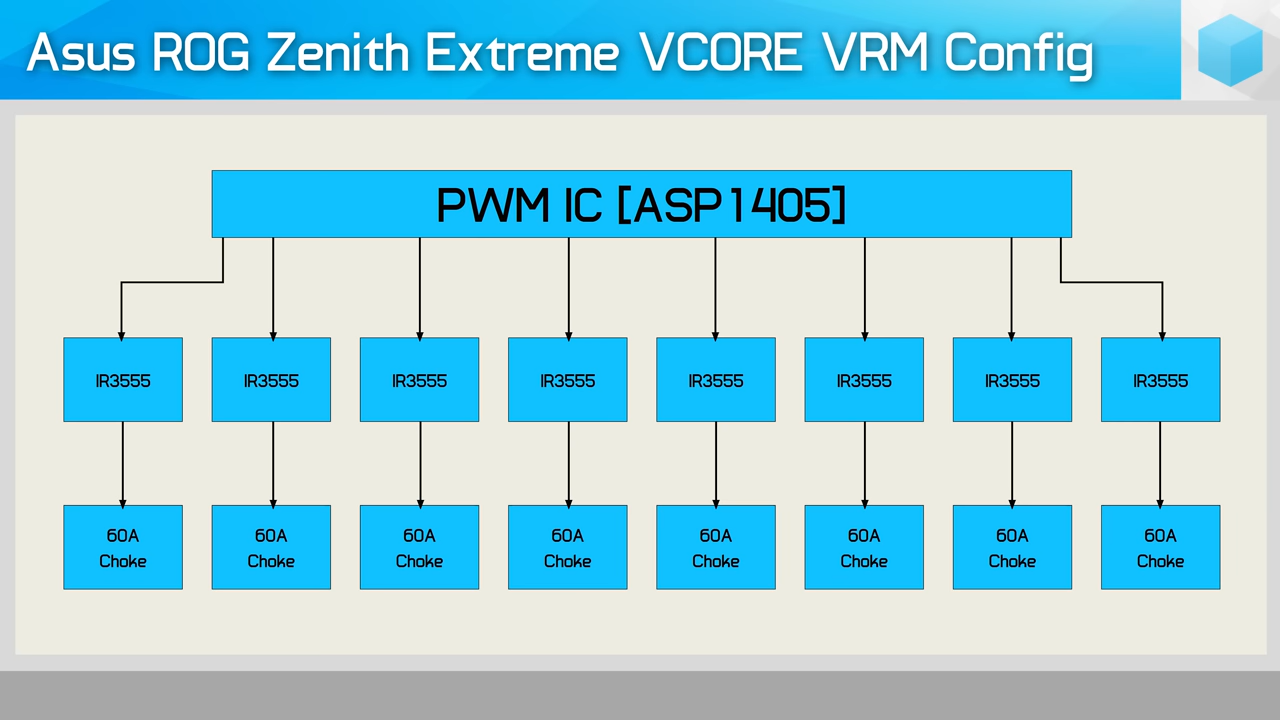 Asus ROG Zenith Extreme VCORE VRM Config
PWM IC [ASP1405]
IR3555 IR3555 IR3555 IR3555 IR3555 IR3555 IR3555 IR3555
60A 60A 60A 60A 60A 60A 60A 60A
Choke Choke Choke Choke Choke Choke Choke Choke